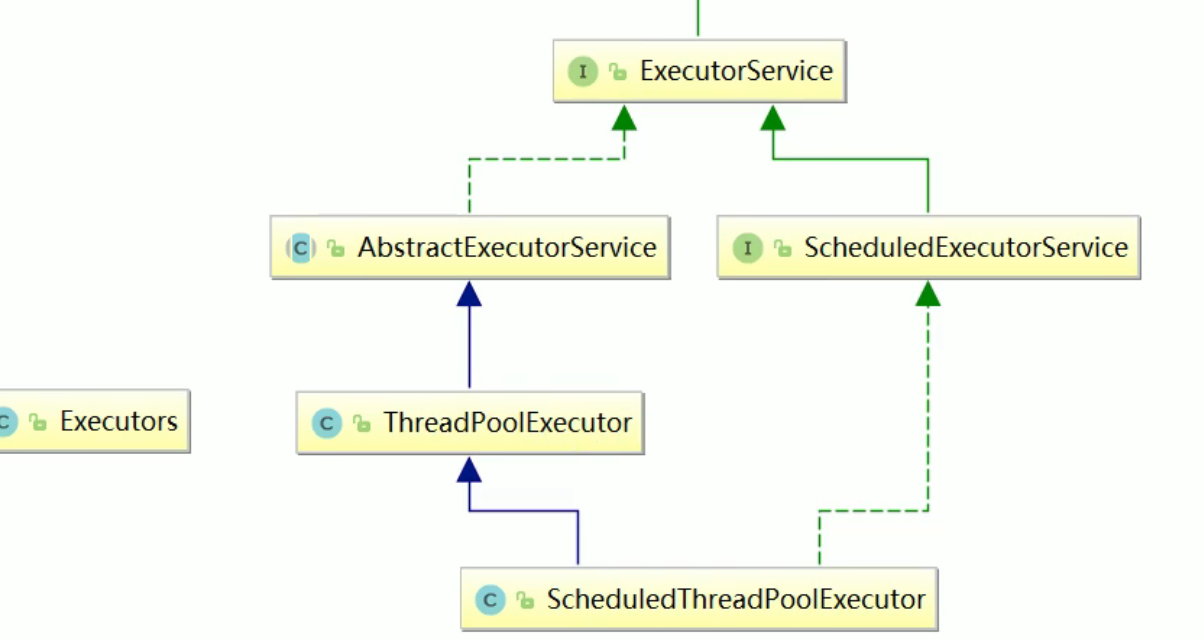 I ExecutorService
C AbstractExecutorService
I ScheduledExecutorService
C Executors
C ThreadPoolExecutor
C ScheduledThreadPoolExecutor